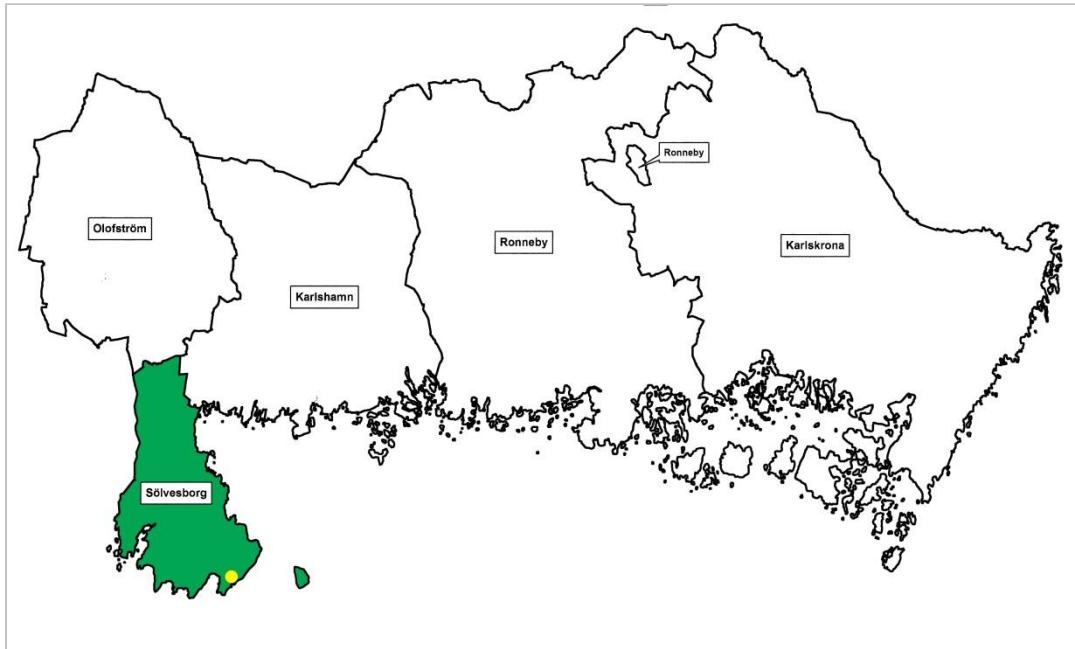 Ronneby
Olofström
Ronneby
Karlskrona
Karlshamn
Sölvesborg